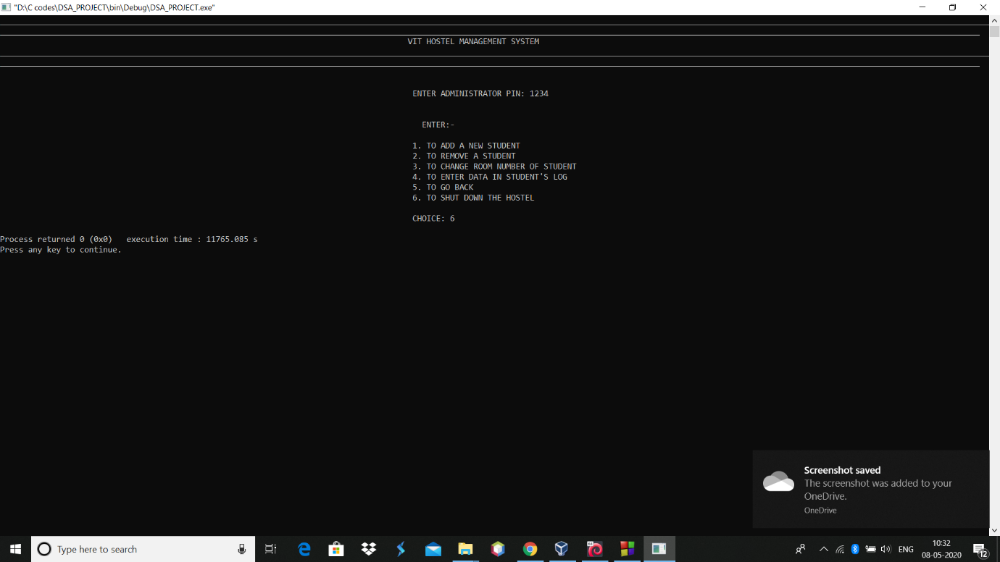 "D:\C codes\DSA_PROJECT\bin\Debug\DSA_PROJECT.exe"
VIT HOSTEL MANAGEMENT SYSTEM
ENTER ADMINISTRATOR PIN: 1234
ENTER:-
1. TO ADD A NEW STUDENT
2. TO REMOVE A STUDENT
3. TO CHANGE ROOM NUMBER OF STUDENT
4. TO ENTER DATA IN STUDENT'S LOG
5. TO GO BACK
6. TO SHUT DOWN THE HOSTEL
CHOICE: 6
Process returned 0 (0x0)   execution time : 11765.085 s
Press any key to continue.
Screenshot saved
The screenshot was added to your
OneDrive.
OneDrive
Type here to search
ENG
10:32
08-05-2020
12